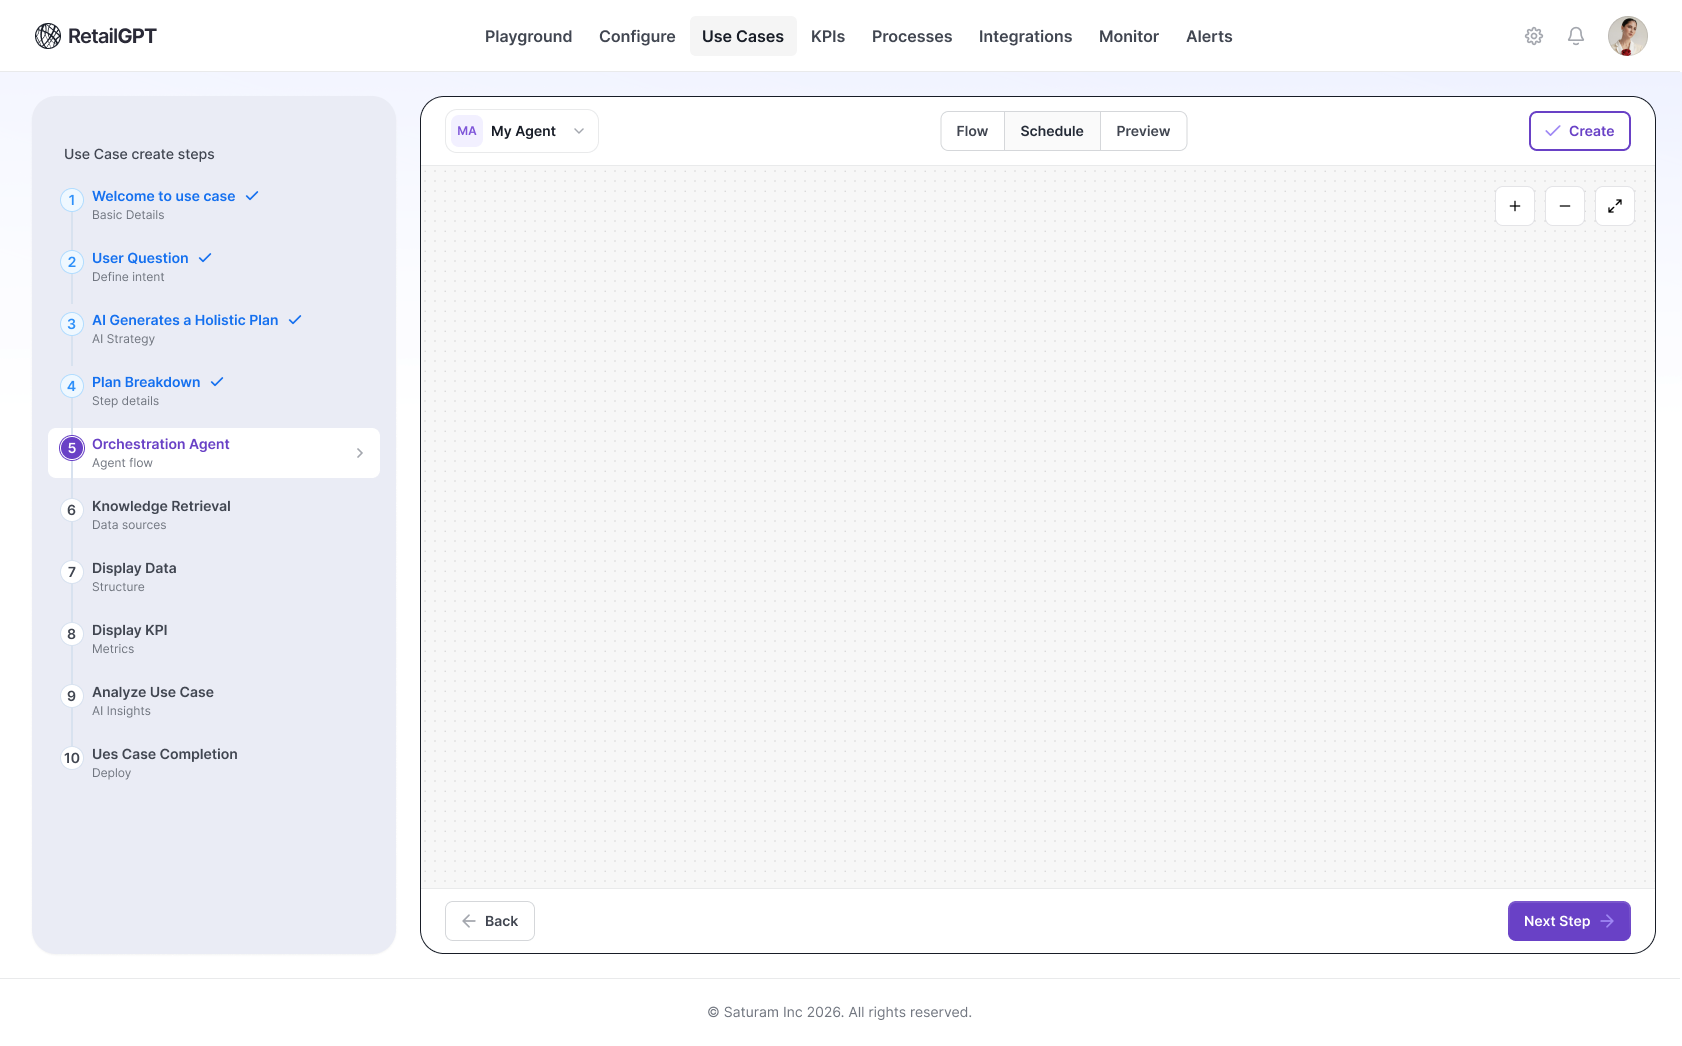 RetailGPT
Playground
Configure
Use Cases
KPIs
Processes
Integrations
Monitor
Alerts
Use Case create steps
1
Welcome to use case
Basic Details
2
User Question
Define intent
3
AI Generates a Holistic Plan
AI Strategy
4
Plan Breakdown
Step details
5
Orchestration Agent
Agent flow
6
Knowledge Retrieval
Data sources
7
Display Data
Structure
8
Display KPI
Metrics
9
Analyze Use Case
AI Insights
10
Ues Case Completion
Deploy
MA
My Agent
Flow
Schedule
Preview
Create
Back
Next Step
© Saturam Inc 2026. All rights reserved.